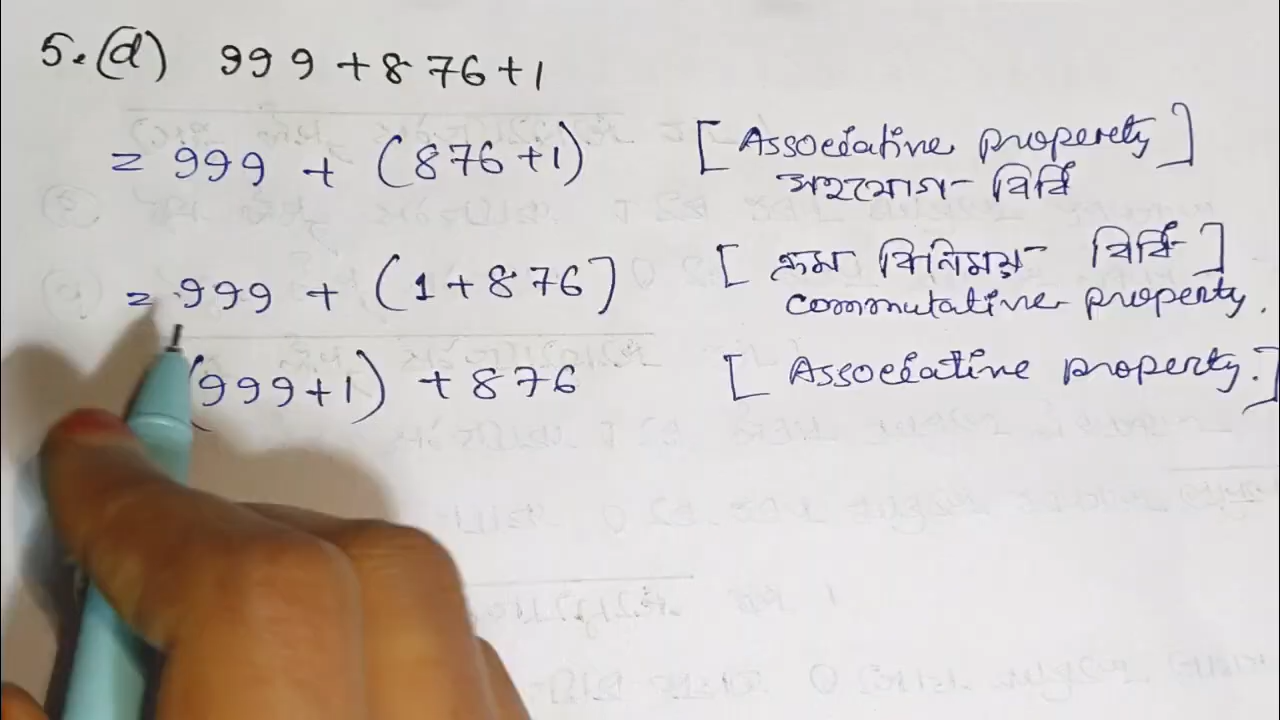 5.(d) 999+876+1
= 999 + (876+1) [Associative properety]
সহযোগ- বিধি
= 999 + (1+876] [ক্রম বিনিময়- বিধি]
commutative property.
(999+1) +876 [Associative property.]